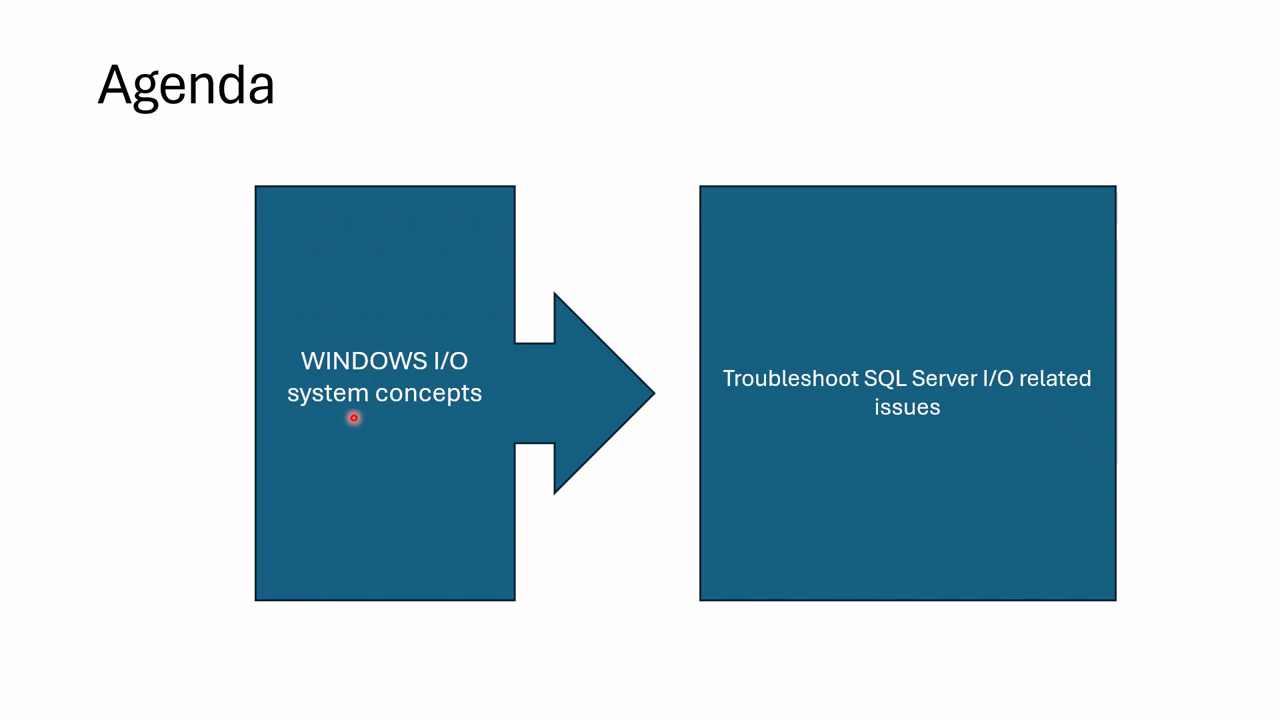 Agenda
WINDOWS I/O
system concepts
Troubleshoot SQL Server I/O related
issues